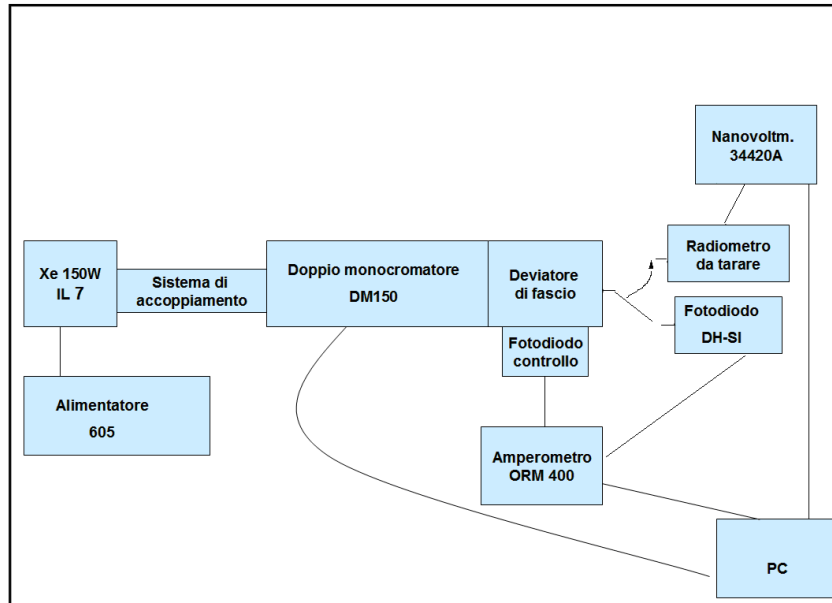 Nanovoltm.
34420A
Xe 150W
IL 7
Sistema di
accoppiamento
Doppio monocromatore
DM150
Deviatore
di fascio
Radiometro
da tarare
Fotodiodo
DH-SI
Fotodiodo
controllo
Alimentatore
605
Amperometro
ORM 400
PC